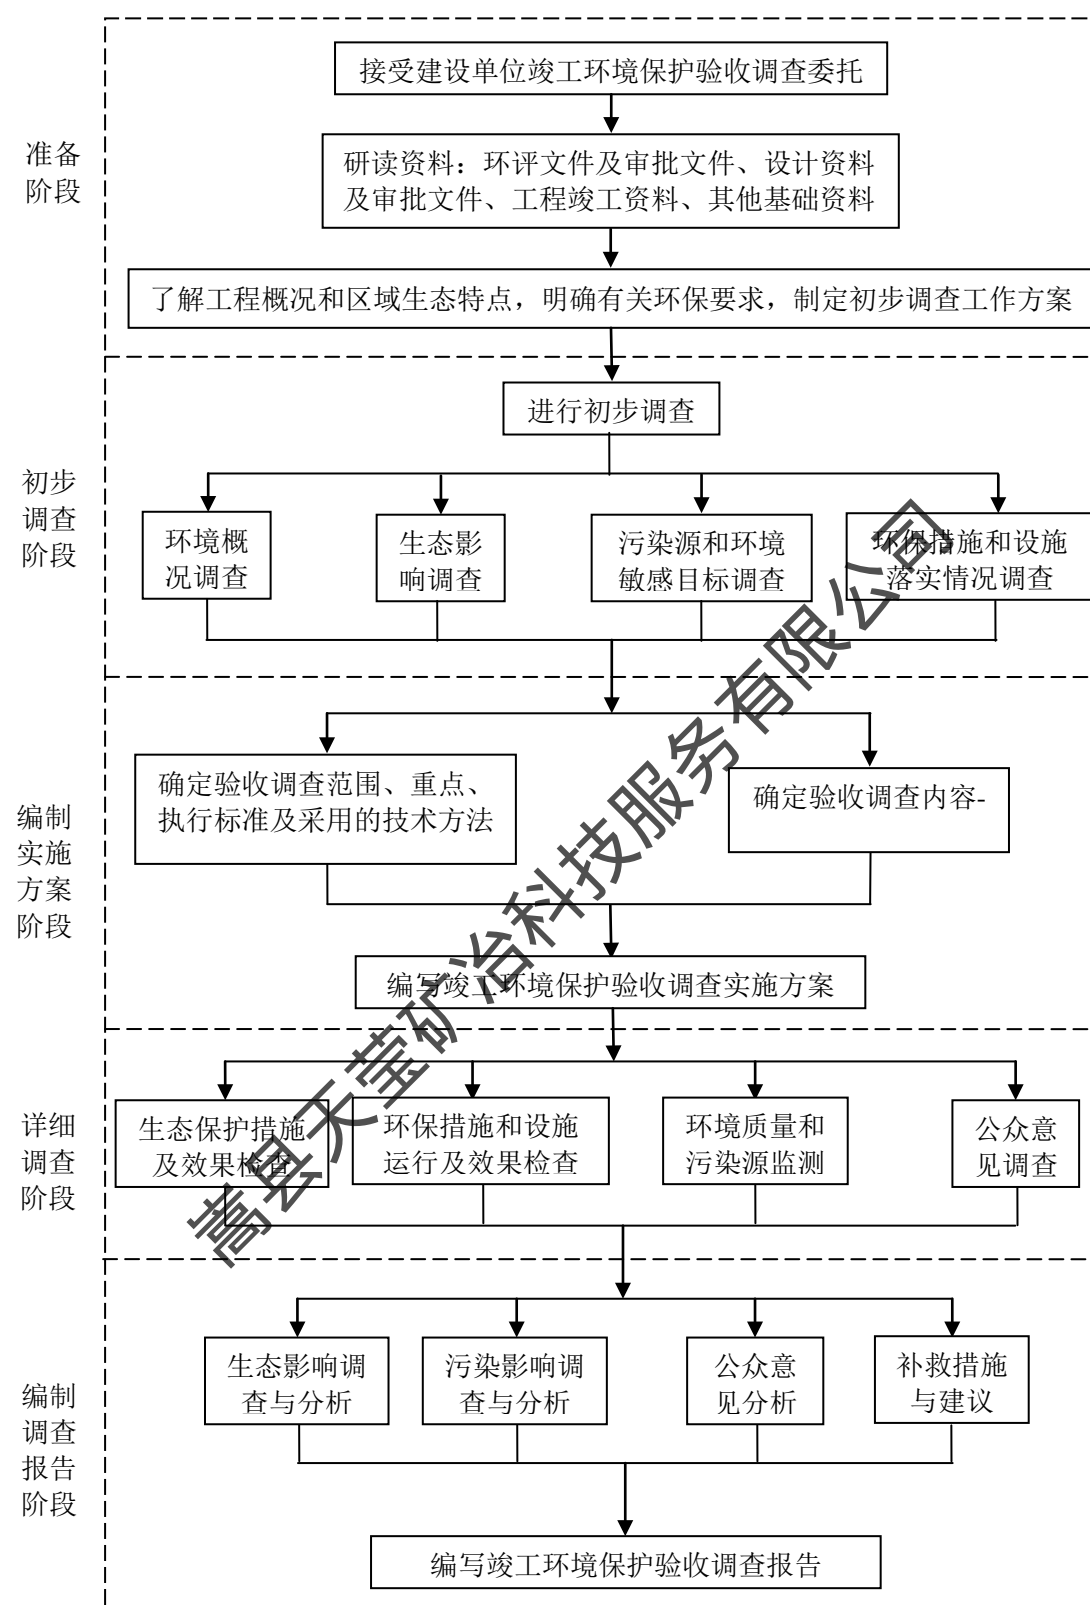 准备
阶段
接受建设单位竣工环境保护验收调查委托
研读资料：环评文件及审批文件、设计资料
及审批文件、工程竣工资料、其他基础资料
了解工程概况和区域生态特点，明确有关环保要求，制定初步调查工作方案
初步
调查
阶段
进行初步调查
环境概
况调查
生态影
响调查
污染源和环境
敏感目标调查
环保措施和设施
落实情况调查
编制
实施
方案
阶段
确定验收调查范围、重点、
执行标准及采用的技术方法
确定验收调查内容-
编写竣工环境保护验收调查实施方案
详细
调查
阶段
生态保护措施
及效果检查
环保措施和设施
运行及效果检查
环境质量和
污染源监测
公众意
见调查
编制
调查
报告
阶段
生态影响调
查与分析
污染影响调
查与分析
公众意
见分析
补救措施
与建议
编写竣工环境保护验收调查报告
嵩县天莹矿冶科技服务有限公司